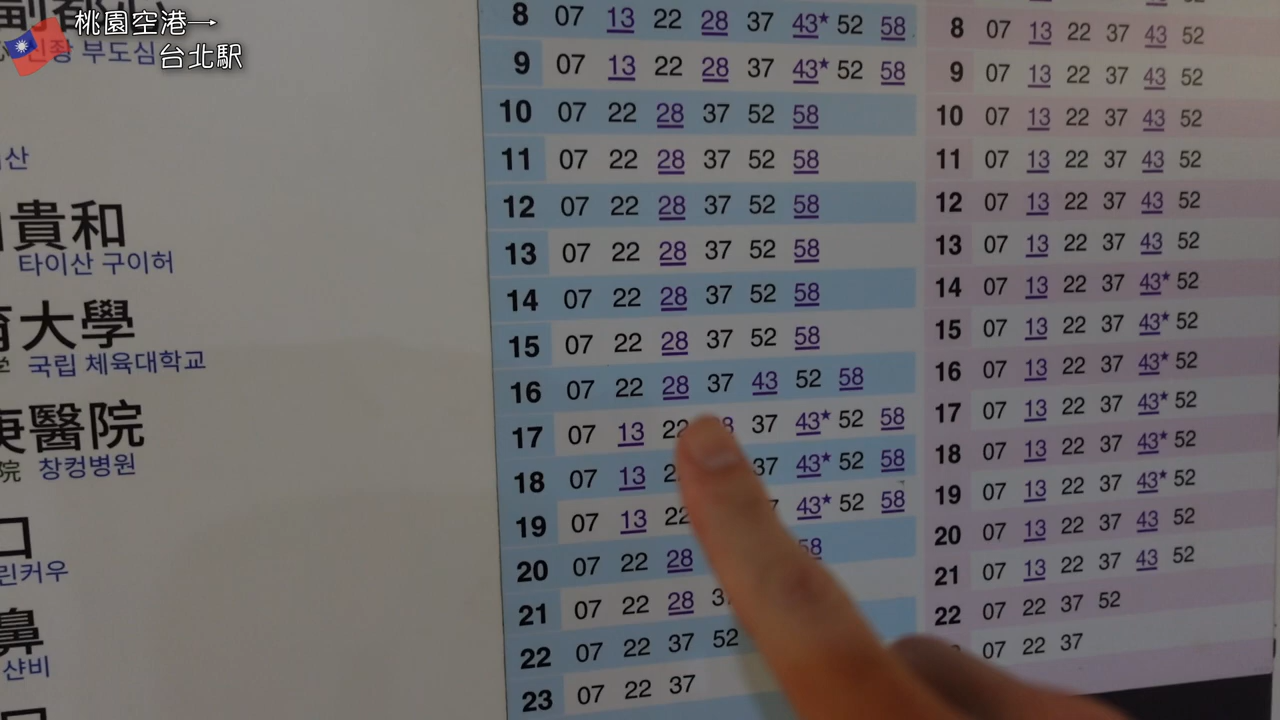 桃園空港→
台北駅
副都心
신좡 부도심
산
貴和
타이산 구이허
大學
국립 체육대학교
醫院
院 창컹병원
口
린커우
鼻
샨비
8 07 13 22 28 37 43★ 52 58
9 07 13 22 28 37 43★ 52 58
10 07 22 28 37 52 58
11 07 22 28 37 52 58
12 07 22 28 37 52 58
13 07 22 28 37 52 58
14 07 22 28 37 52 58
15 07 22 28 37 52 58
16 07 22 28 37 43 52 58
17 07 13 22 37 43★ 52 58
18 07 13 37 43★ 52 58
19 07 13 22 43★ 52 58
20 07 22 28 58
21 07 22 28
22 07 22 37 52
23 07 22 37
8 07 13 22 37 43 52
9 07 13 22 37 43 52
10 07 13 22 37 43 52
11 07 13 22 37 43 52
12 07 13 22 37 43 52
13 07 13 22 37 43 52
14 07 13 22 37 43★ 52
15 07 13 22 37 43★ 52
16 07 13 22 37 43★ 52
17 07 13 22 37 43★ 52
18 07 13 22 37 43★ 52
19 07 13 22 37 43★ 52
20 07 13 22 37 43 52
21 07 13 22 37 43 52
22 07 22 37 52
07 22 37